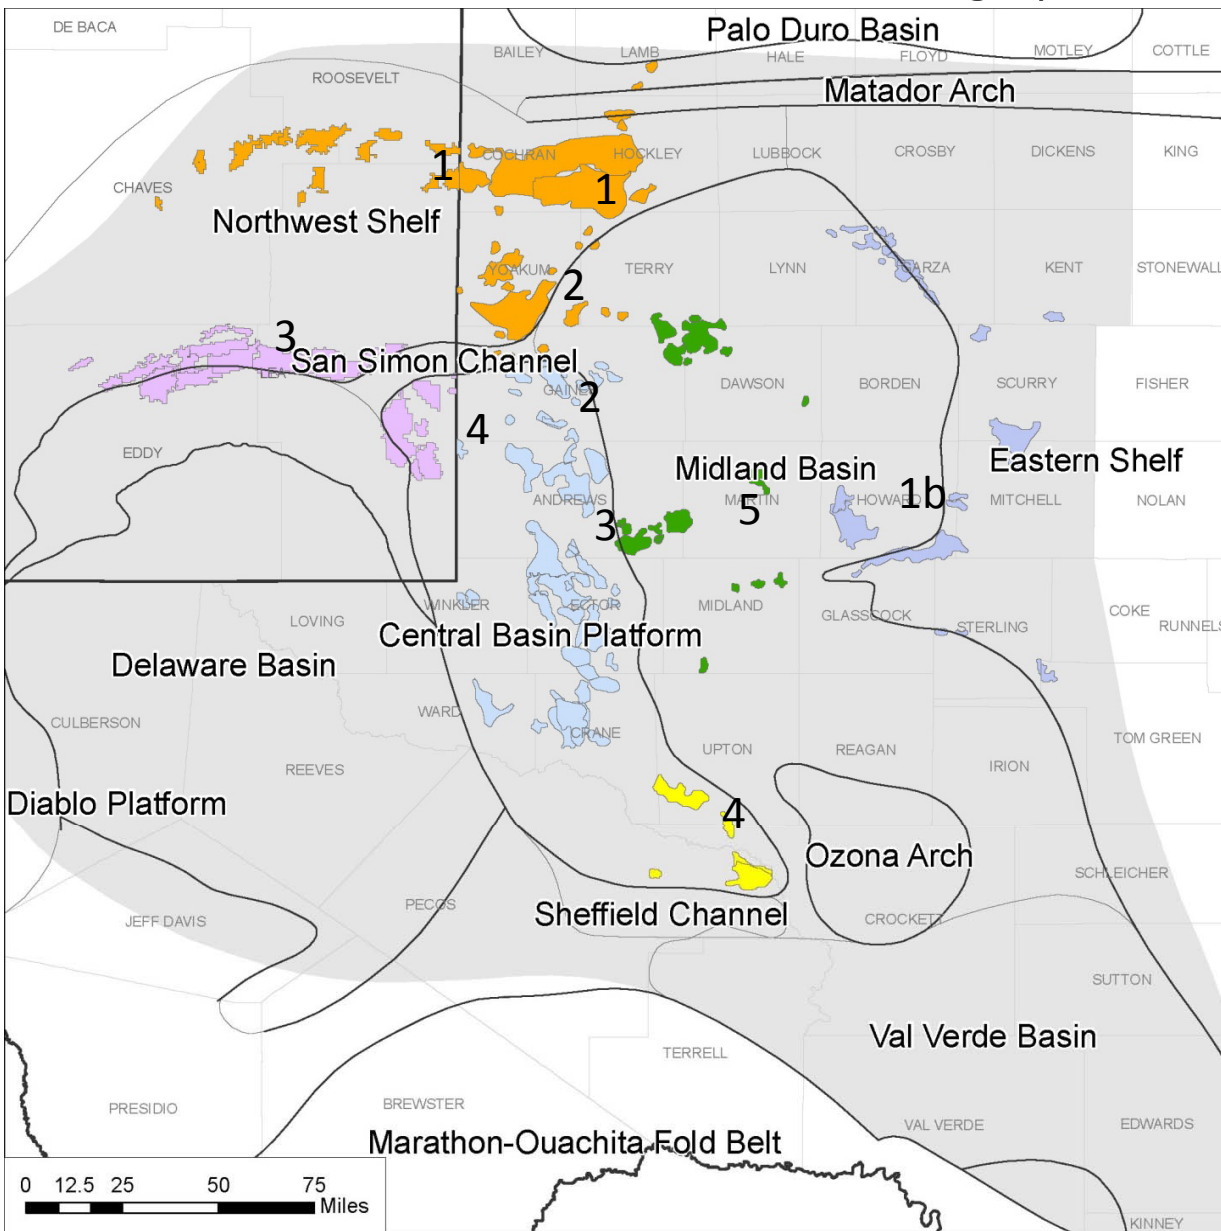 DE BACA
BAILEY
LAMB
Palo Duro Basin
HALE
FLOYD
MOTLEY
COTTLE
ROOSEVELT
Matador Arch
CHAVES
1
COCHRAN
HOCKLEY
1
LUBBOCK
CROSBY
DICKENS
KING
Northwest Shelf
YOAKUM
2
TERRY
LYNN
GARZA
KENT
STONEWALL
3
San Simon Channel
LEA
GAINES
2
DAWSON
BORDEN
SCURRY
FISHER
4
EDDY
Midland Basin
Eastern Shelf
ANDREWS
3
MARTIN
5
HOWARD
1b
MITCHELL
NOLAN
LOVING
WINKLER
ECTOR
MIDLAND
GLASSCOCK
STERLING
COKE
RUNNELS
Central Basin Platform
Delaware Basin
CULBERSON
WARD
CRANE
UPTON
REAGAN
IRION
TOM GREEN
REEVES
Diablo Platform
4
Ozona Arch
SCHLEICHER
JEFF DAVIS
PECOS
Sheffield Channel
CROCKETT
SUTTON
Val Verde Basin
TERRELL
PRESIDIO
BREWSTER
VAL VERDE
EDWARDS
Marathon-Ouachita Fold Belt
0 12.5 25 50 75
Miles
KINNEY